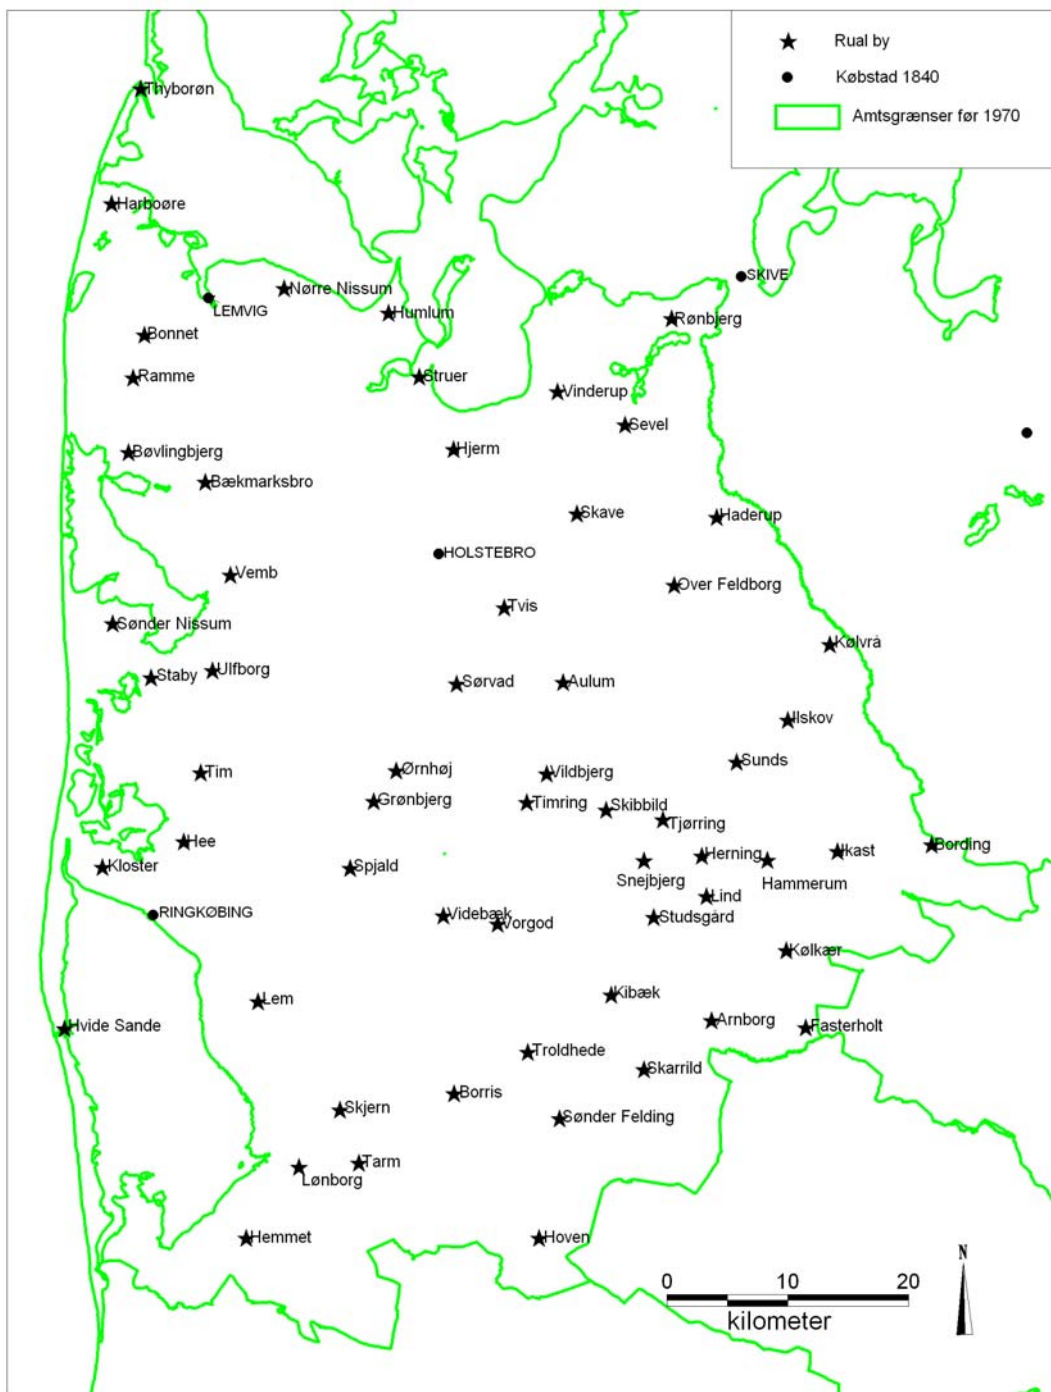 Rual by
Købstad 1840
Amtsgrænser før 1970
Thyborøn
Harboøre
SKIVE
Nørre Nissum
LEMVIG
Humlum
Rønbjerg
Bonnet
Ramme
Struer
Vinderup
Sevel
Bøvlingbjerg
Hjerm
Bækmarksbro
Skave
Haderup
HOLSTEBRO
Vemb
Over Feldborg
Tvis
Sønder Nissum
Kølvrå
Ulfborg
Staby
Sørvad
Aulum
Ilskov
Sunds
Tim
Ørnhøj
Vildbjerg
Grønbjerg
Timring
Skibbild
Tjørring
Hee
Bording
Ikast
Herning
Kloster
Spjald
Snejbjerg
Hammerum
Lind
RINGKØBING
Videbæk
Vorgod
Studsgård
Kølkær
Lem
Kibæk
Hvide Sande
Arnborg
Fasterholt
Troldhede
Skarrild
Borris
Skjern
Sønder Felding
Tarm
Lønborg
Hemmet
Hoven
N
0 10 20
kilometer